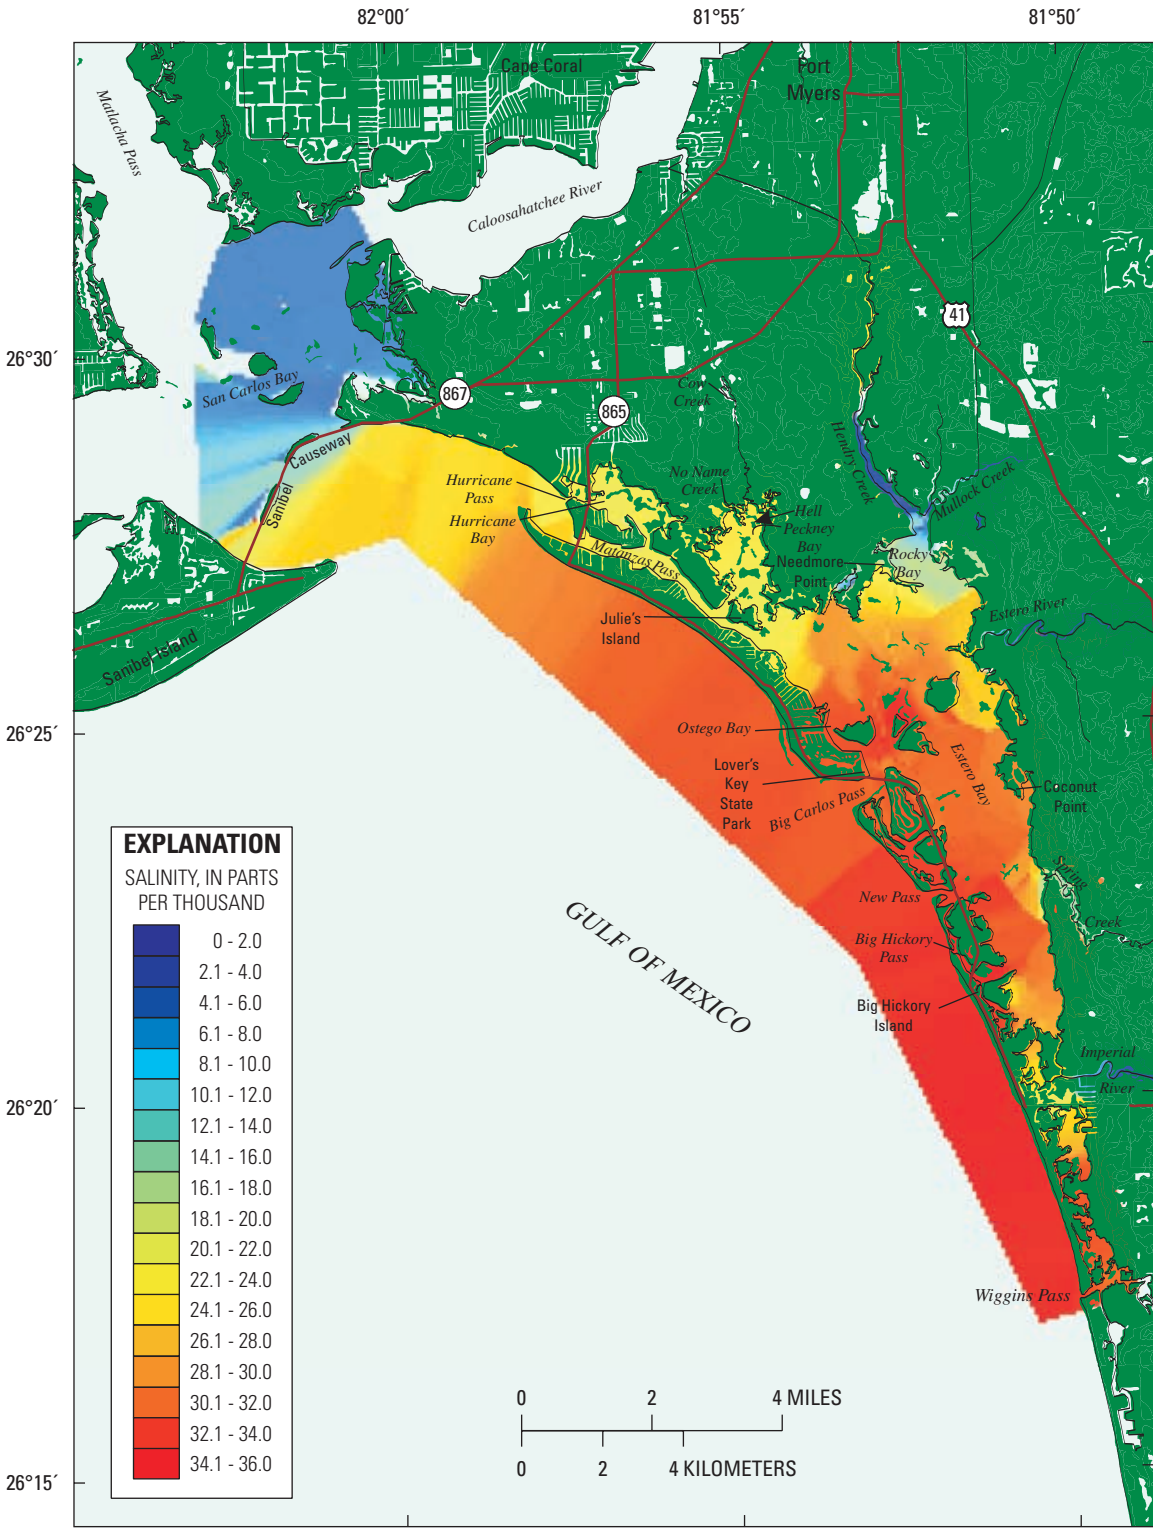 82°00´
81°55´
81°50´
Cape Coral
Fort
Myers
Matlacha Pass
Caloosahatchee River
41
26°30´
San Carlos Bay
867
865
Cow
Creek
Causeway
Sanibel
Hendry Creek
Mullock Creek
Hurricane
Pass
No Name
Creek
Hurricane
Bay
Hell
Peckney
Bay
Matanzas Pass
Needmore
Point
Rocky
Bay
Julie's
Island
Estero River
Sanibel Island
26°25´
Ostego Bay
Estero Bay
Lover's
Key
State
Park
Big Carlos Pass
Coconut
Point
Spring
Creek
New Pass
Big Hickory
Pass
Big Hickory
Island
GULF OF MEXICO
Imperial
River
26°20´
Wiggins Pass
26°15´
EXPLANATION
SALINITY, IN PARTS
PER THOUSAND
0 - 2.0
2.1 - 4.0
4.1 - 6.0
6.1 - 8.0
8.1 - 10.0
10.1 - 12.0
12.1 - 14.0
14.1 - 16.0
16.1 - 18.0
18.1 - 20.0
20.1 - 22.0
22.1 - 24.0
24.1 - 26.0
26.1 - 28.0
28.1 - 30.0
30.1 - 32.0
32.1 - 34.0
34.1 - 36.0
0 2 4 MILES
0 2 4 KILOMETERS